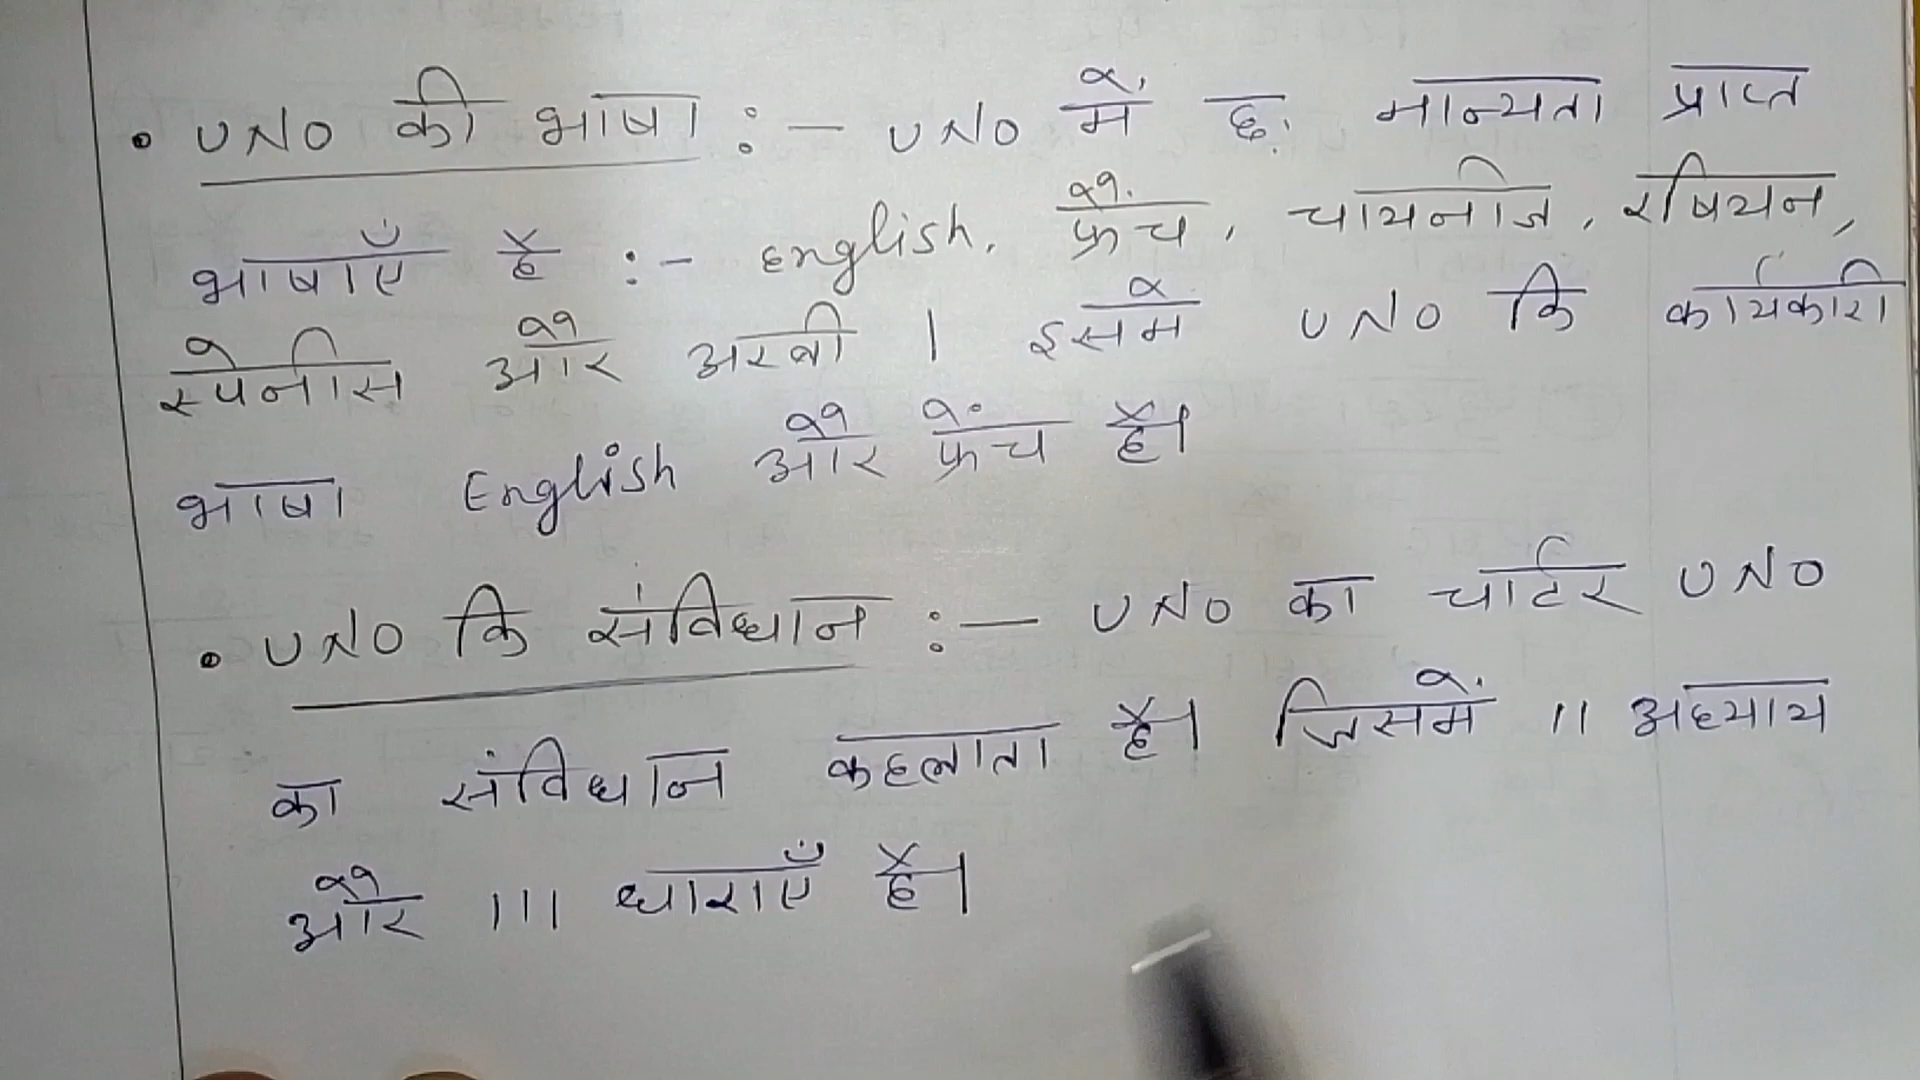 • UNO की भाषा :- UNO में छ: मान्यता प्राप्त
भाषाएँ है :- English, फ्रेंच, चायनीज, रषियन,
स्पेनीस और अरबी । इसमे UNO कि कार्यकारी
भाषा English और फ्रेंच है।
• UNO कि संविधान :- UNO का चार्टर UNO
का संविधान कहलाता है। जिसमें 11 अध्याय
और 111 धाराएँ है।